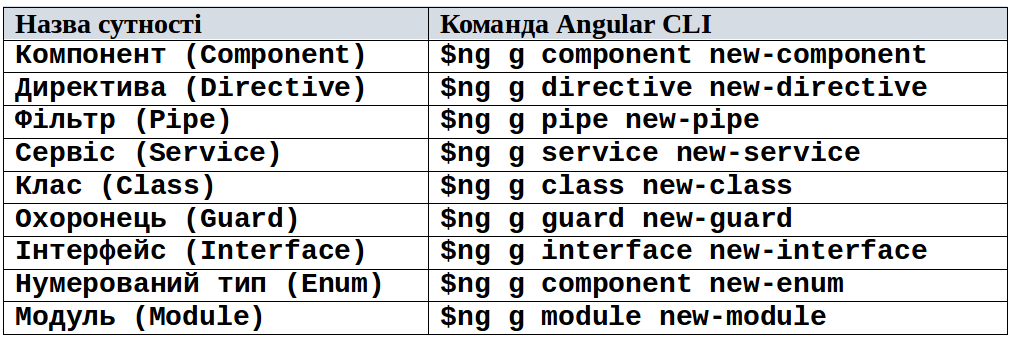 Назва сутності Команда Angular CLI
Компонент (Component) $ng g component new-component
Директива (Directive) $ng g directive new-directive
Фільтр (Pipe) $ng g pipe new-pipe
Сервіс (Service) $ng g service new-service
Клас (Class) $ng g class new-class
Охоронець (Guard) $ng g guard new-guard
Інтерфейс (Interface) $ng g interface new-interface
Нумерований тип (Enum) $ng g component new-enum
Модуль (Module) $ng g module new-module